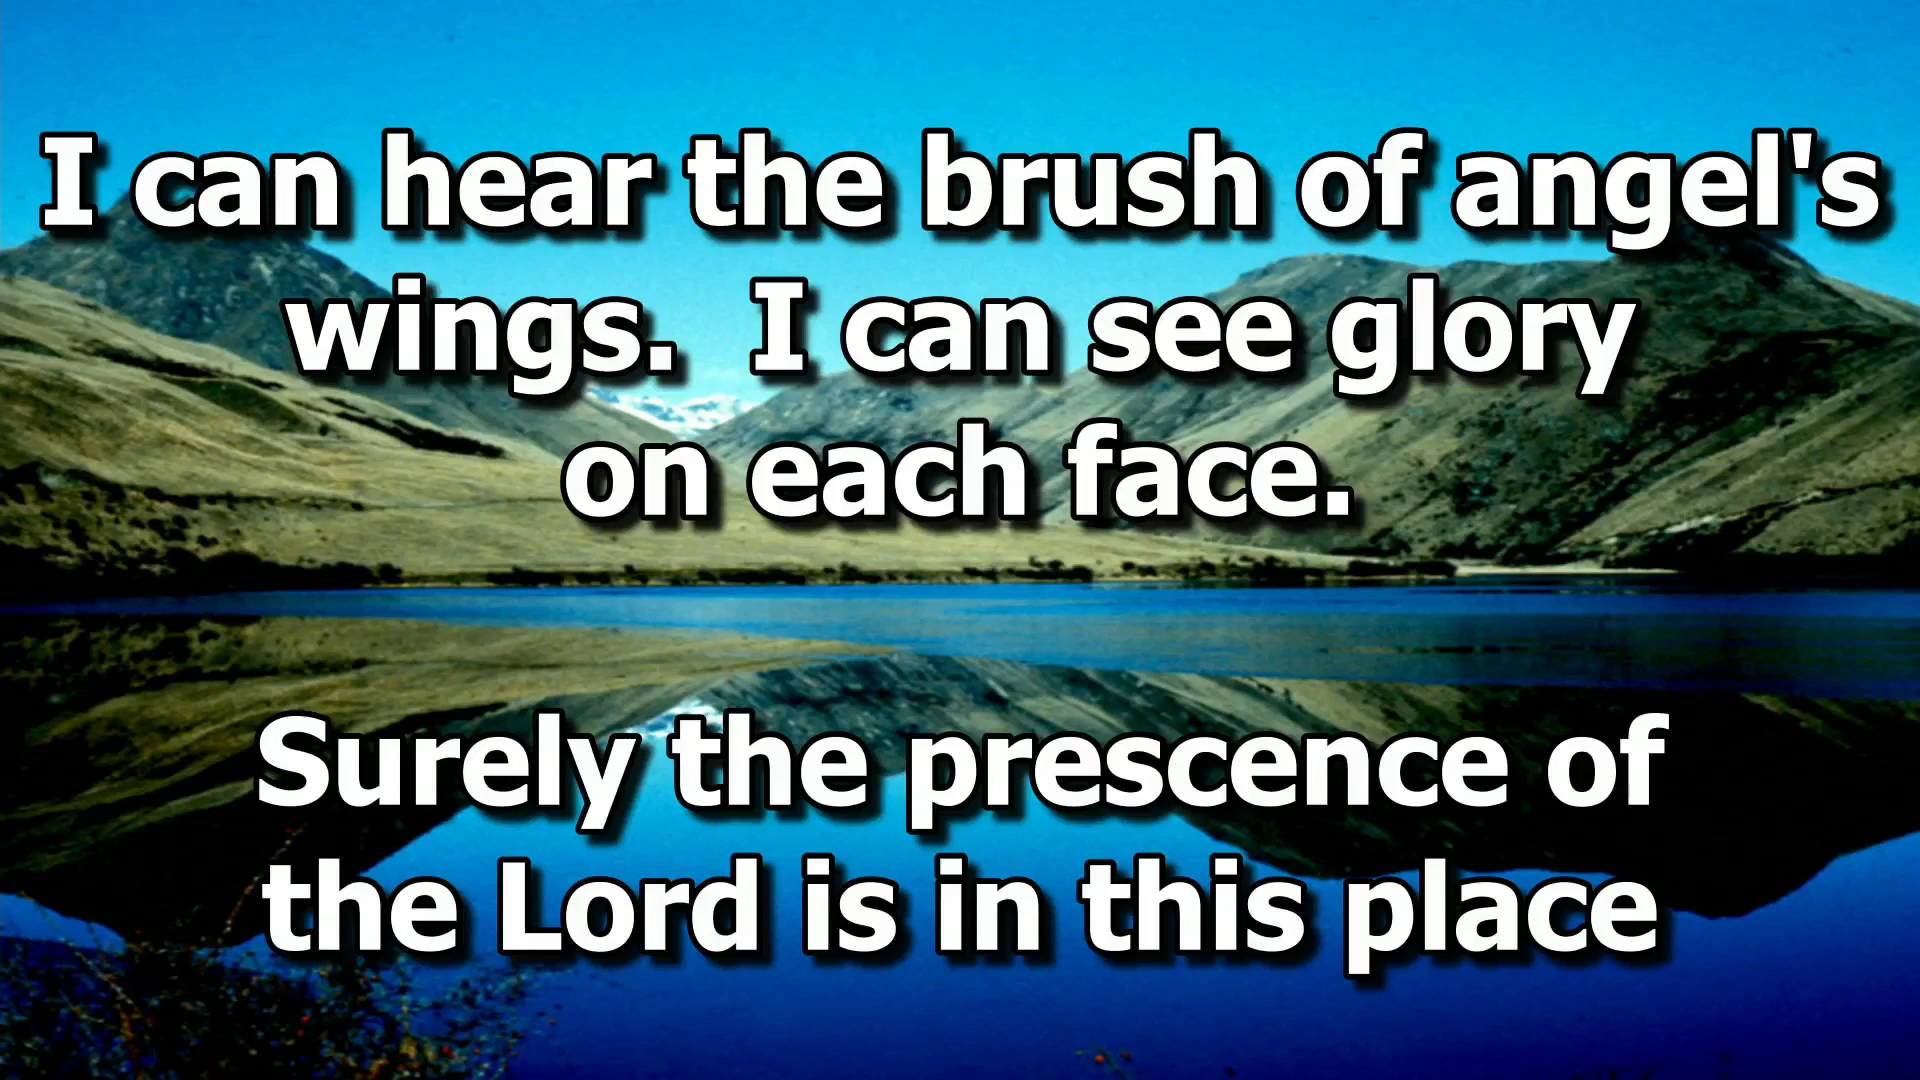 I can hear the brush of angel's
wings.  I can see glory
on each face.
Surely the prescence of
the Lord is in this place